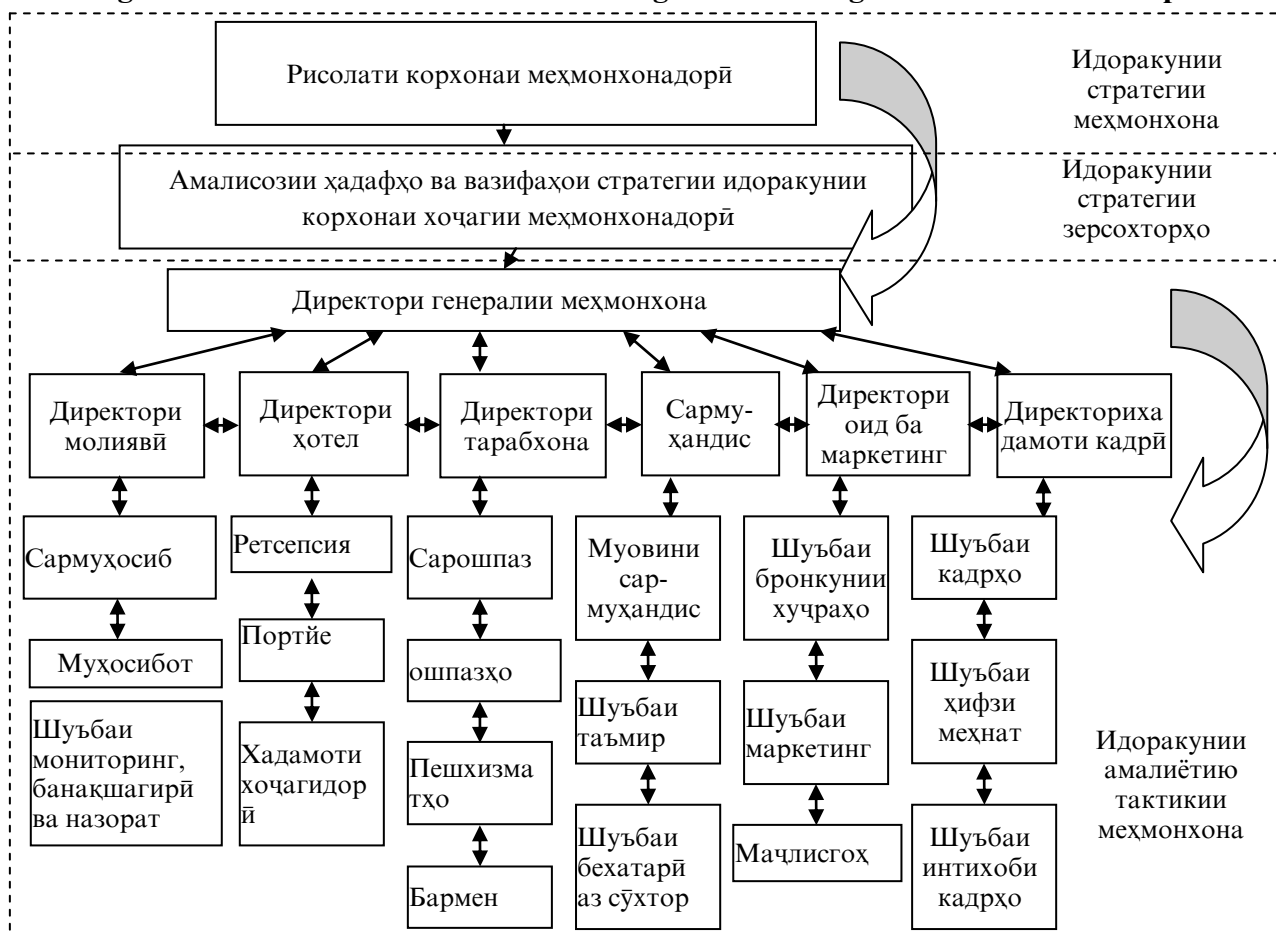 Рисолати корхонаи меҳмонхонадорӣ
Идоракунии
стратегии
меҳмонхона
Амалисозии ҳадафҳо ва вазифаҳои стратегии идоракунии
корхонаи хоҷагии меҳмонхонадорӣ
Идоракунии
стратегии
зерсохторҳо
Директори генералии меҳмонхона
Директори
молиявӣ
Директори
ҳотел
Директори
тарабхона
Сарму-
ҳандис
Директори
оид ба
маркетинг
Директориха
дамоти кадрӣ
Сармуҳосиб
Ретсепсия
Сарошпаз
Муовини
сар-
муҳандис
Шуъбаи
бронкунии
хуҷраҳо
Шуъбаи
кадрҳо
Муҳосибот
Портйе
ошпазҳо
Шуъбаи
таъмир
Шуъбаи
маркетинг
Шуъбаи
ҳифзи
меҳнат
Шуъбаи
мониторинг,
банақшагирӣ
ва назорат
Хадамоти
хоҷагидор
ӣ
Пешхизма
тҳо
Бармен
Шуъбаи
бехатарӣ
аз сӯхтор
Маҷлисгоҳ
Шуъбаи
интихоби
кадрҳо
Идоракунии
амалиётию
тактикии
меҳмонхона